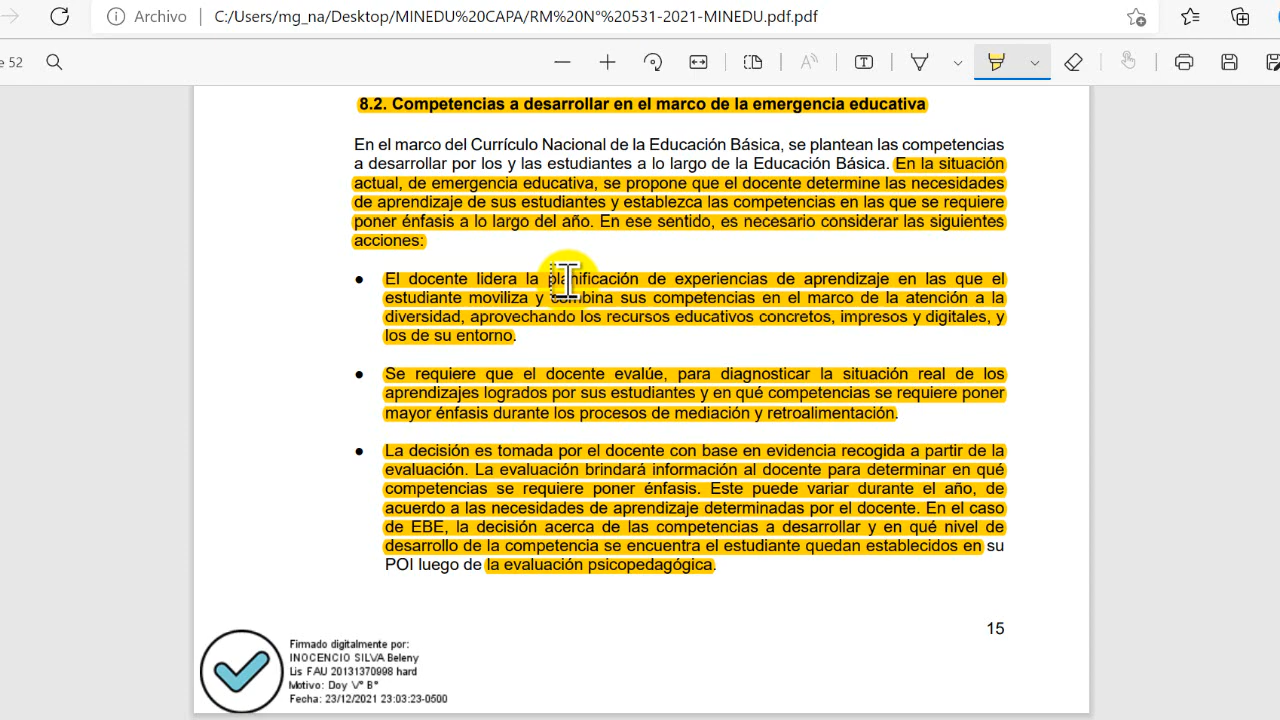 Archivo
C:/Users/mg_na/Desktop/MINEDU%20CAPA/RM%20N°%20531-2021-MINEDU.pdf.pdf
e 52
8.2. Competencias a desarrollar en el marco de la emergencia educativa
En el marco del Currículo Nacional de la Educación Básica, se plantean las competencias
a desarrollar por los y las estudiantes a lo largo de la Educación Básica. En la situación
actual, de emergencia educativa, se propone que el docente determine las necesidades
de aprendizaje de sus estudiantes y establezca las competencias en las que se requiere
poner énfasis a lo largo del año. En ese sentido, es necesario considerar las siguientes
acciones:
● El docente lidera la planificación de experiencias de aprendizaje en las que el
estudiante moviliza y combina sus competencias en el marco de la atención a la
diversidad, aprovechando los recursos educativos concretos, impresos y digitales, y
los de su entorno.
● Se requiere que el docente evalúe, para diagnosticar la situación real de los
aprendizajes logrados por sus estudiantes y en qué competencias se requiere poner
mayor énfasis durante los procesos de mediación y retroalimentación.
● La decisión es tomada por el docente con base en evidencia recogida a partir de la
evaluación. La evaluación brindará información al docente para determinar en qué
competencias se requiere poner énfasis. Este puede variar durante el año, de
acuerdo a las necesidades de aprendizaje determinadas por el docente. En el caso
de EBE, la decisión acerca de las competencias a desarrollar y en qué nivel de
desarrollo de la competencia se encuentra el estudiante quedan establecidos en su
POI luego de la evaluación psicopedagógica.
15
Firmado digitalmente por:
INOCENCIO SILVA Beleny
Lis FAU 20131370998 hard
Motivo: Doy V° B°
Fecha: 23/12/2021 23:03:23-0500